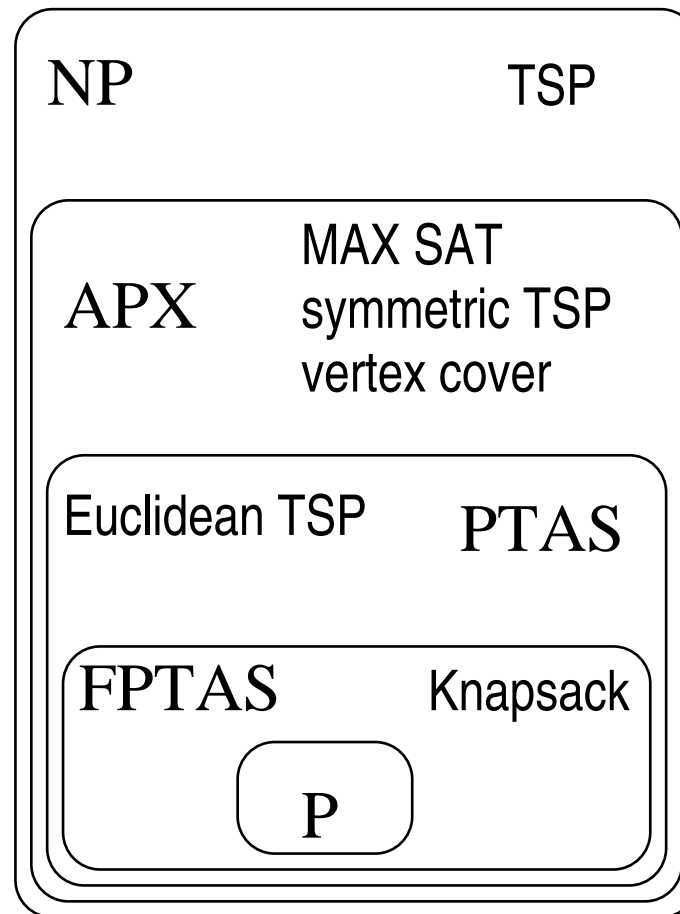 NP TSP
MAX SAT
APX symmetric TSP
vertex cover
Euclidean TSP PTAS
FPTAS Knapsack
P